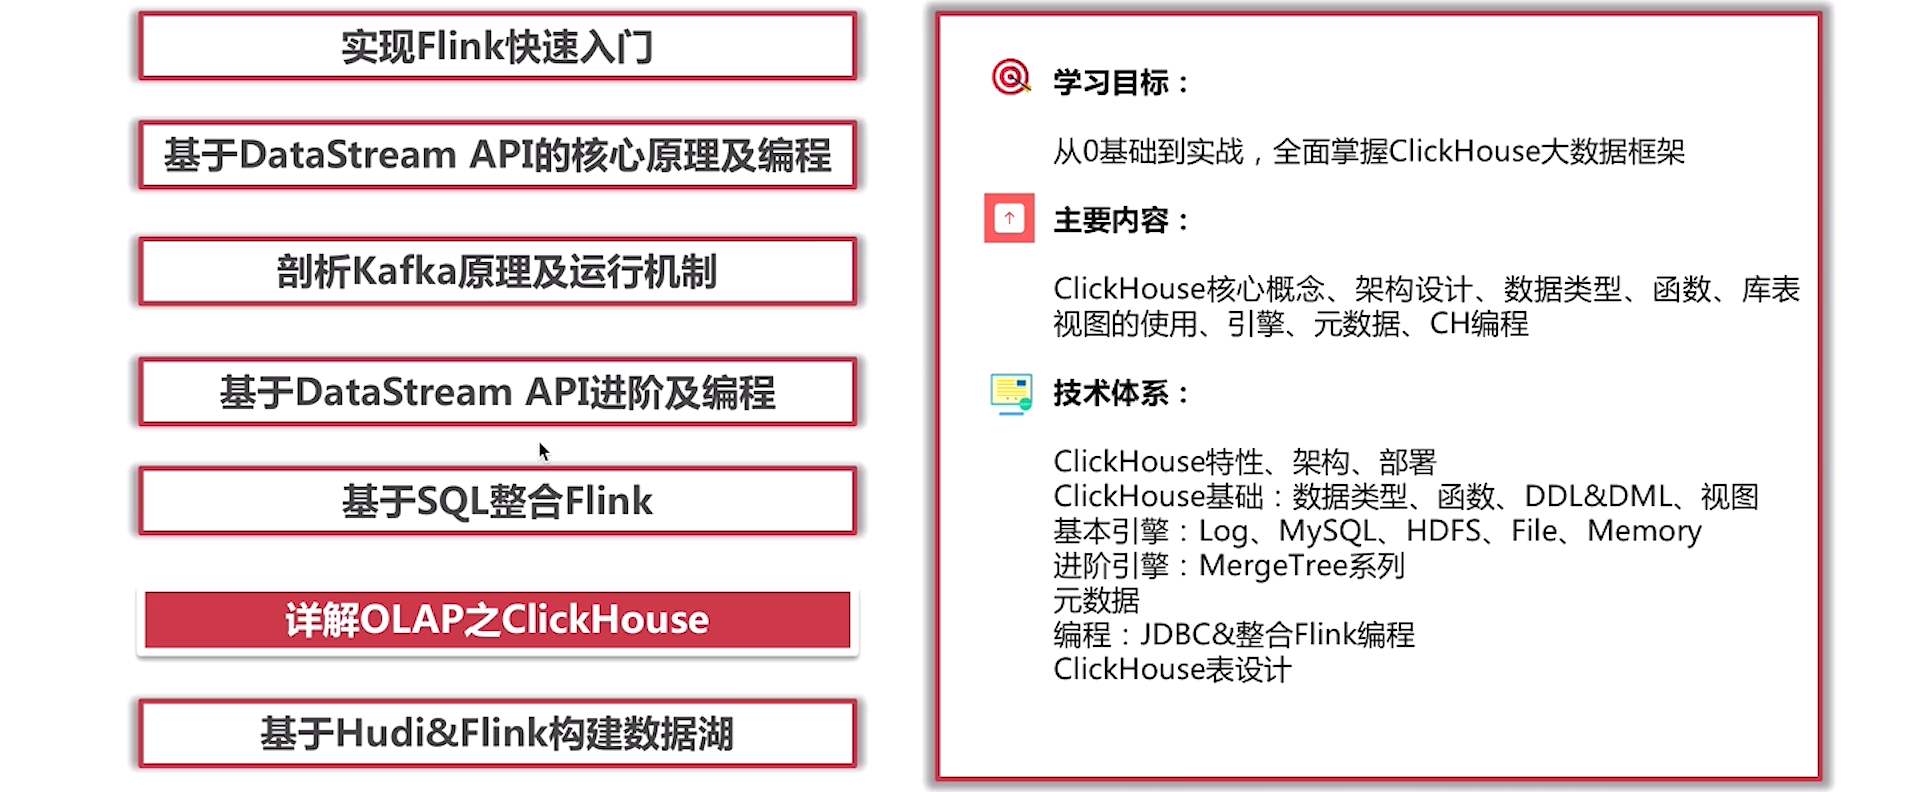 实现Flink快速入门
基于DataStream API的核心原理及编程
剖析Kafka原理及运行机制
基于DataStream API进阶及编程
基于SQL整合Flink
详解OLAP之ClickHouse
基于Hudi&Flink构建数据湖
学习目标：
从0基础到实战，全面掌握ClickHouse大数据框架
主要内容：
ClickHouse核心概念、架构设计、数据类型、函数、库表
视图的使用、引擎、元数据、CH编程
技术体系：
ClickHouse特性、架构、部署
ClickHouse基础：数据类型、函数、DDL&DML、视图
基本引擎：Log、MySQL、HDFS、File、Memory
进阶引擎：MergeTree系列
元数据
编程：JDBC&整合Flink编程
ClickHouse表设计